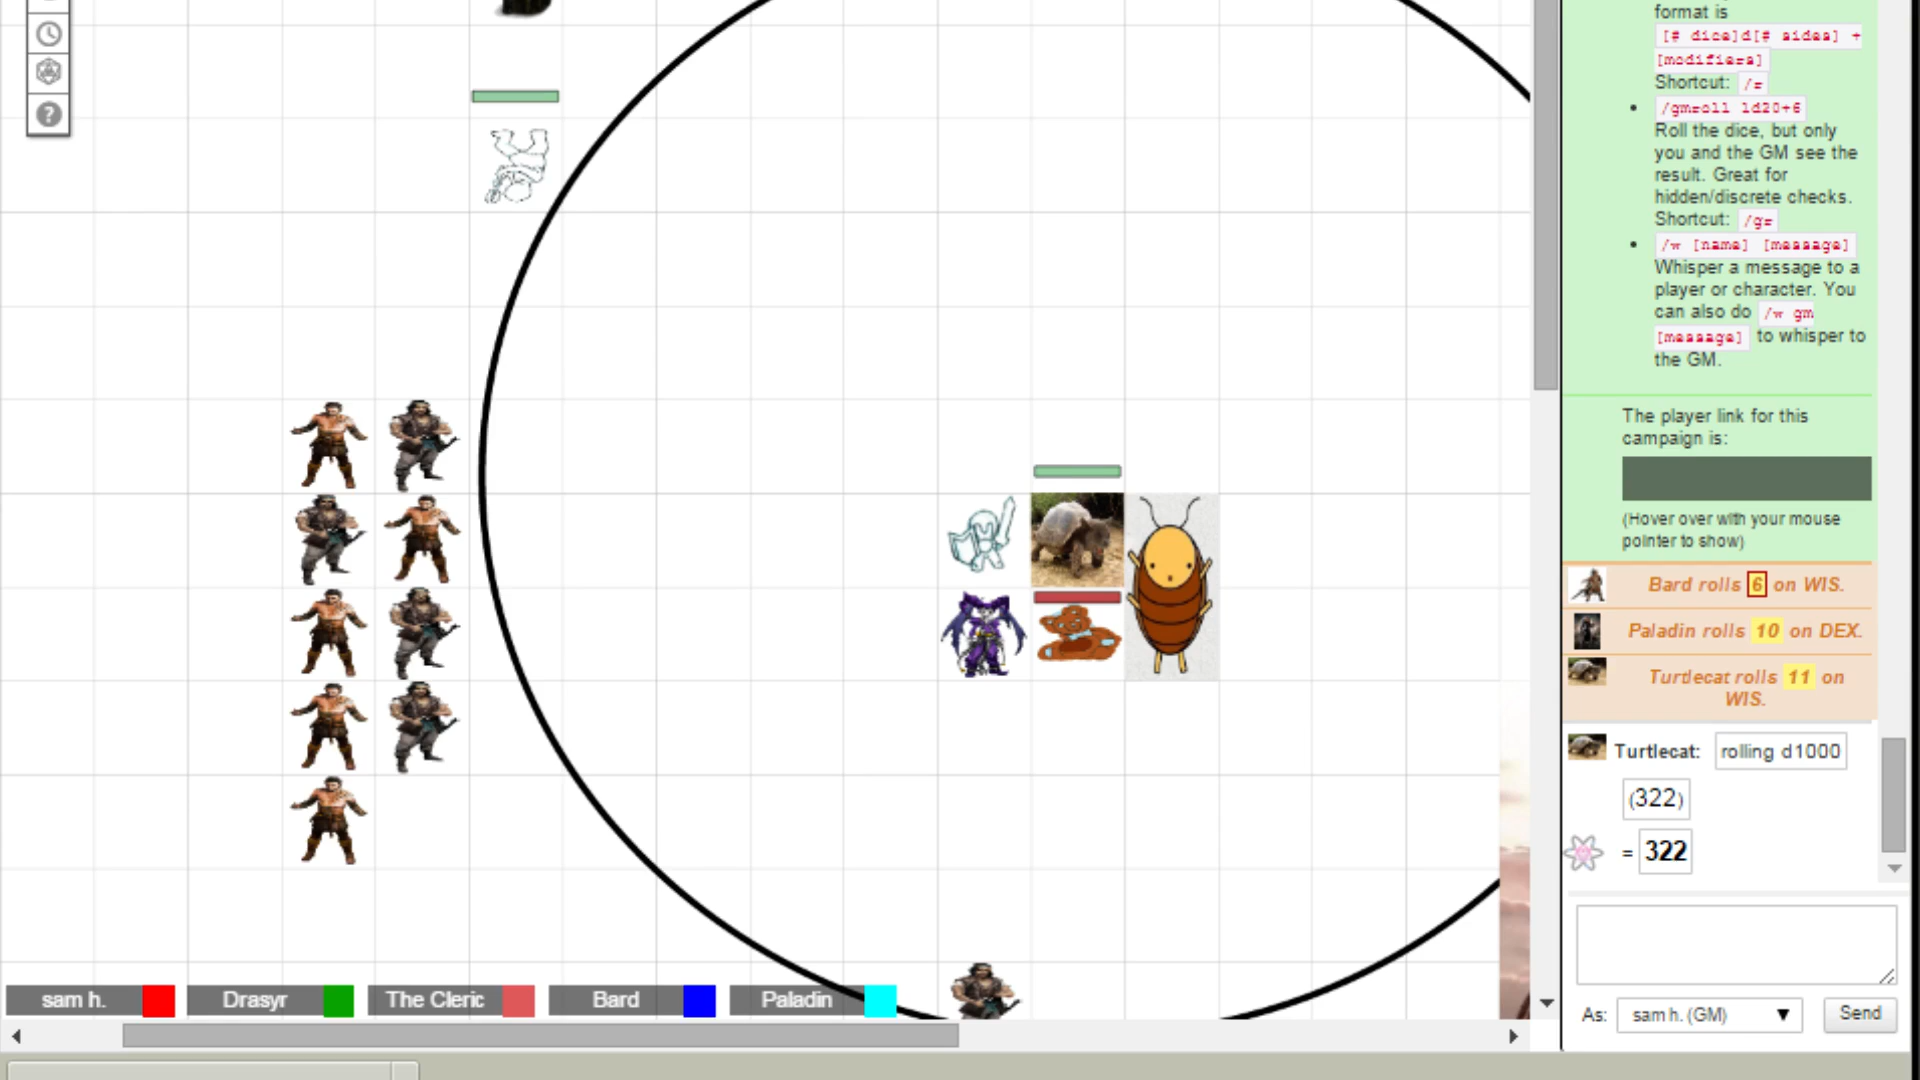 format is
[# dice]d[# sides] +
[modifiers]
Shortcut: /r
/gmroll 1d20+6
Roll the dice, but only
you and the GM see the
result. Great for
hidden/discrete checks.
Shortcut: /gr
/w [name] [message]
Whisper a message to a
player or character. You
can also do /w gm
[message] to whisper to
the GM.
The player link for this
campaign is:
(Hover over with your mouse
pointer to show)
Bard rolls 6 on WIS.
Paladin rolls 10 on DEX.
Turtlecat rolls 11 on
WIS.
Turtlecat: rolling d1000
(322)
= 322
As: sam h. (GM) Send
sam h. Drasyr The Cleric Bard Paladin